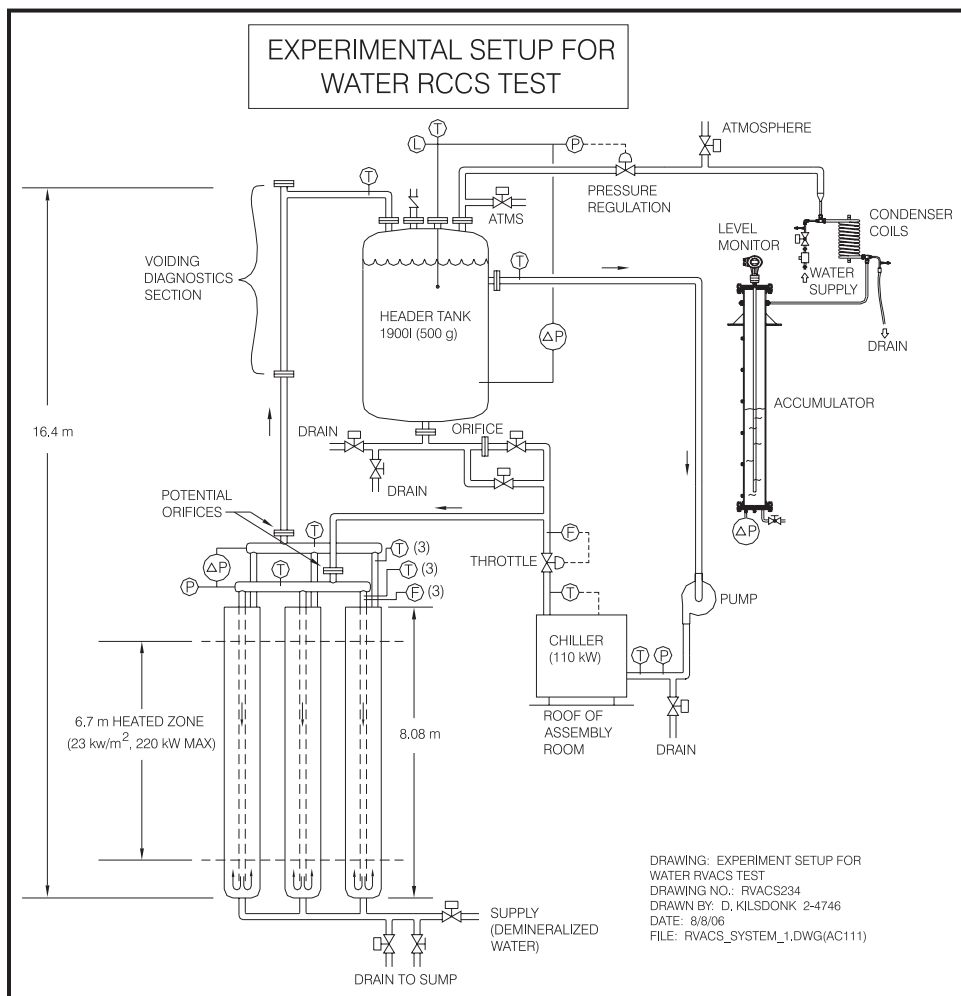 EXPERIMENTAL SETUP FOR
WATER RCCS TEST
ATMOSPHERE
T
L
P
T
PRESSURE
REGULATION
ATMS
CONDENSER
COILS
LEVEL
MONITOR
WATER
SUPPLY
VOIDING
DIAGNOSTICS
SECTION
T
HEADER TANK
1900l (500 g)
ΔP
DRAIN
ACCUMULATOR
16.4 m
DRAIN
ORIFICE
DRAIN
POTENTIAL
ORIFICES
ΔP
T
T (3)
F
ΔP
T
T (3)
THROTTLE
P
F (3)
T
PUMP
CHILLER
(110 kW)
T
P
6.7 m HEATED ZONE
(23 kw/m², 220 kW MAX)
8.08 m
ROOF OF
ASSEMBLY
ROOM
DRAIN
SUPPLY
(DEMINERALIZED
WATER)
DRAIN TO SUMP
DRAWING: EXPERIMENT SETUP FOR
WATER RVACS TEST
DRAWING NO.: RVACS234
DRAWN BY: D. KILSDONK 2-4746
DATE: 8/8/06
FILE: RVACS_SYSTEM_1.DWG(AC111)